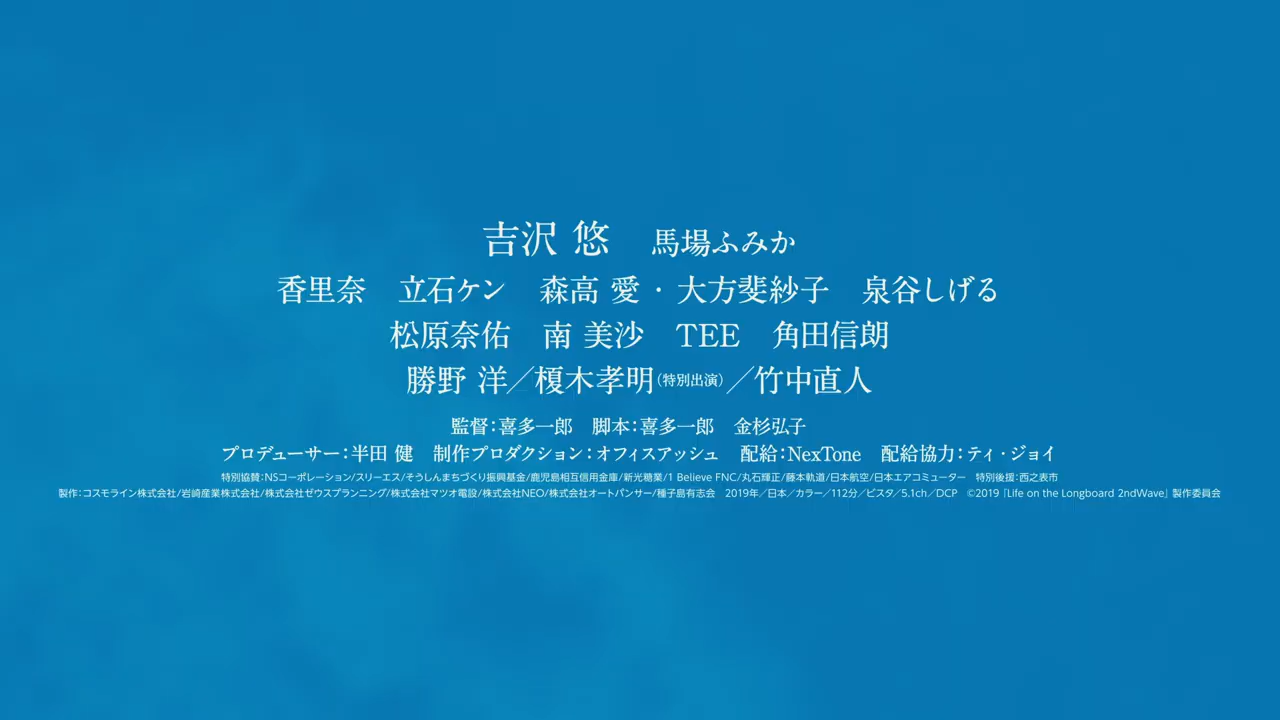 吉沢 悠　馬場ふみか
香里奈　立石ケン　森高 愛・大方斐紗子　泉谷しげる
松原奈佑　南 美沙　TEE　角田信朗
勝野 洋／榎木孝明（特別出演）／竹中直人
監督：喜多一郎　脚本：喜多一郎　金杉弘子
プロデューサー：半田 健　制作プロダクション：オフィスアッシュ　配給：NexTone　配給協力：ティ・ジョイ
特別協賛：NSコーポレーション/スリーエス/そうしんまちづくり振興基金/鹿児島相互信用金庫/新光糖業/1 Believe FNC/丸石輝正/藤本軌道/日本航空/日本エアコミューター　特別後援：西之表市
製作：コスモライン株式会社/岩崎産業株式会社/株式会社ゼウスプランニング/株式会社マツオ電設/株式会社NEO/株式会社オートパンサー/種子島有志会　2019年／日本／カラー／112分／ビスタ／5.1ch／DCP　©2019『Life on the Longboard 2ndWave』製作委員会